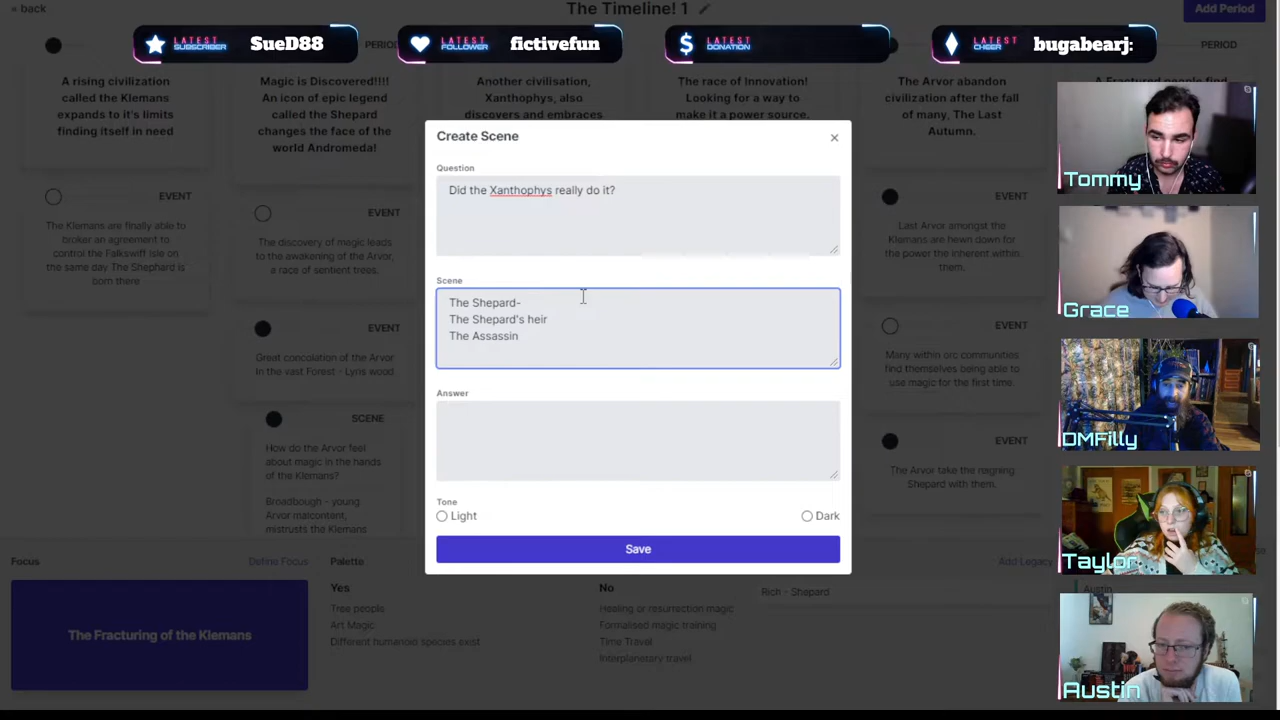 « back
The Timeline! 1
Add Period
LATEST
SUBSCRIBER
SueD88
LATEST
FOLLOWER
fictivefun
LATEST
DONATION
LATEST
CHEER
bugabearj:
PERIOD
A rising civilization
called the Klemans
expands to it's limits
finding itself in need
Magic is Discovered!!!!
An icon of epic legend
called the Shepard
changes the face of the
world Andromeda!
Another civilisation,
Xanthophys, also
discovers and embraces
The race of Innovation!
Looking for a way to
make it a power source.
The Arvor abandon
civilization after the fall
of many, The Last
Autumn.
PERIOD
A Fractured people find
EVENT
The Klemans are finally able to
brokar an agreement to
control the Falkswiff Isle on
the same day The Shephard is
born there
EVENT
The discovery of magic leads
to the awakening of the Arvor,
a race of sentient trees.
EVENT
Great concolation of the Arvor
in the vast Forest - Lyris wood
SCENE
How do the Arvor feel
about magic in the hands
of the Klemans?
Broadbough - young
Arvor malcontent,
mistrusts the Klemans
EVENT
Last Arvor amongst the
Klamans are hewn down for
the power the inherent within
them.
EVENT
Many within orc communities
find themselves being able to
use magic for the first time.
EVENT
The Arvor take the reigning
Shepard with them.
Create Scene
×
Question
Did the Xanthophys really do it?
Scene
The Shepard-
The Shepard's heir
The Assassin
Answer
Tone
Light
Dark
Save
Focus
Define Focus
The Fracturing of the Klemans
Palette
Yes
Tree people
Art Magic
Different humanoid species exist
No
Healing or resurrection magic
Formalised magic training
Time Travel
Interplanetary travel
Add Legacy
Rich - Shepard
Austin
Tommy
Grace
DMFilly
Taylor
Austin